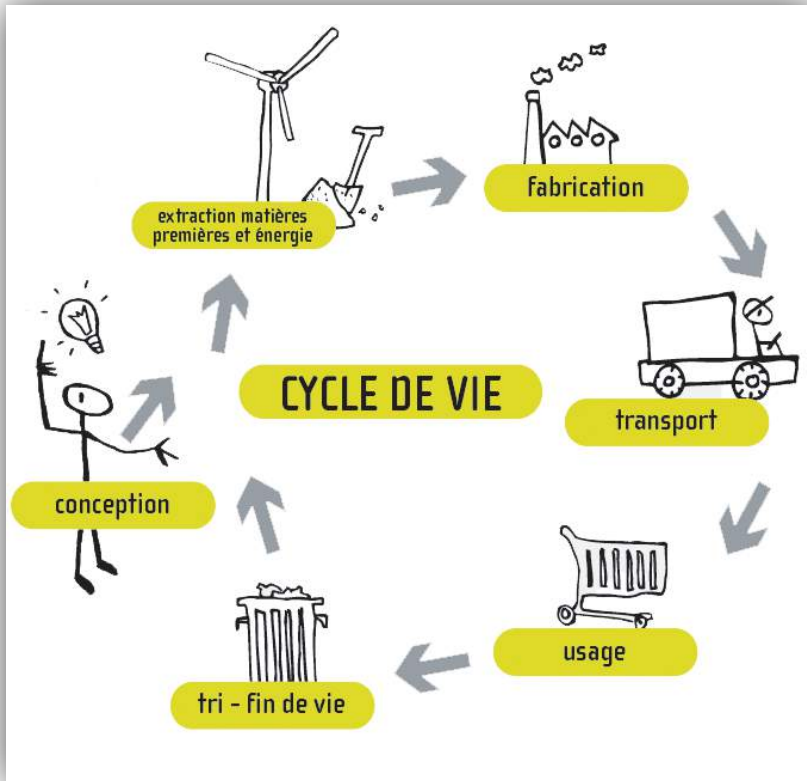 extraction matières
premières et énergie
fabrication
CYCLE DE VIE
transport
conception
usage
tri - fin de vie